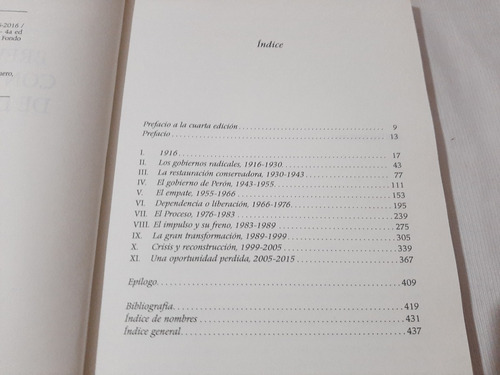 -2016 /
- 4a ed
Fondo
Índice
Prefacio a la cuarta edición 9
Prefacio 13
I. 1916 17
II. Los gobiernos radicales, 1916-1930 43
III. La restauración conservadora, 1930-1943 77
IV. El gobierno de Perón, 1943-1955 111
V. El empate, 1955-1966 153
VI. Dependencia o liberación, 1966-1976 195
VII. El Proceso, 1976-1983 239
VIII. El impulso y su freno, 1983-1989 275
IX. La gran transformación, 1989-1999 305
X. Crisis y reconstrucción, 1999-2005 339
XI. Una oportunidad perdida, 2005-2015 367
Epílogo 409
Bibliografía 419
Índice de nombres 431
Índice general 437